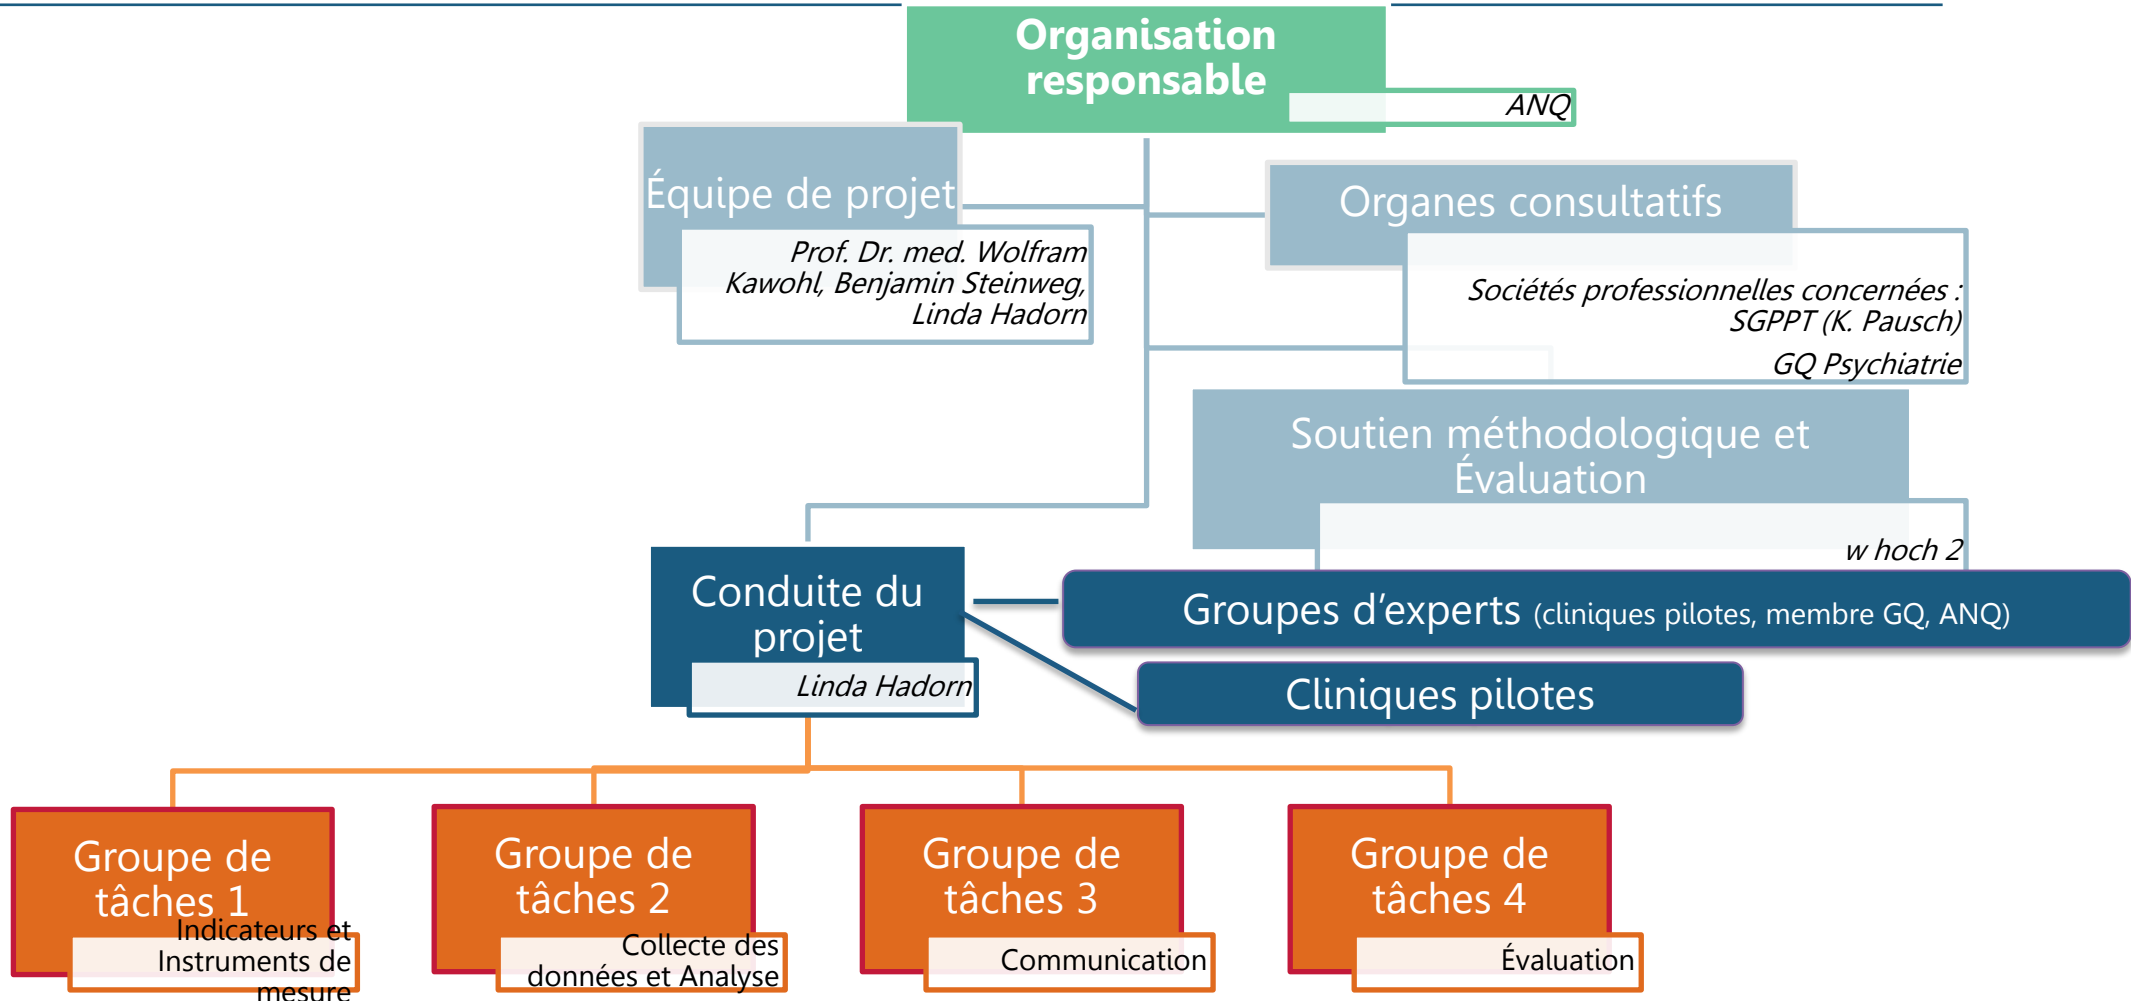 Organisation
responsable
ANQ
Équipe de projet
Prof. Dr. med. Wolfram
Kawohl, Benjamin Steinweg,
Linda Hadorn
Organes consultatifs
Sociétés professionnelles concernées :
SGPPT (K. Pausch)
GQ Psychiatrie
Soutien méthodologique et
Évaluation
w hoch 2
Conduite du
projet
Linda Hadorn
Groupes d’experts (cliniques pilotes, membre GQ, ANQ)
Cliniques pilotes
Groupe de
tâches 1
Indicateurs et
Instruments de
mesure
Groupe de
tâches 2
Collecte des
données et Analyse
Groupe de
tâches 3
Communication
Groupe de
tâches 4
Évaluation